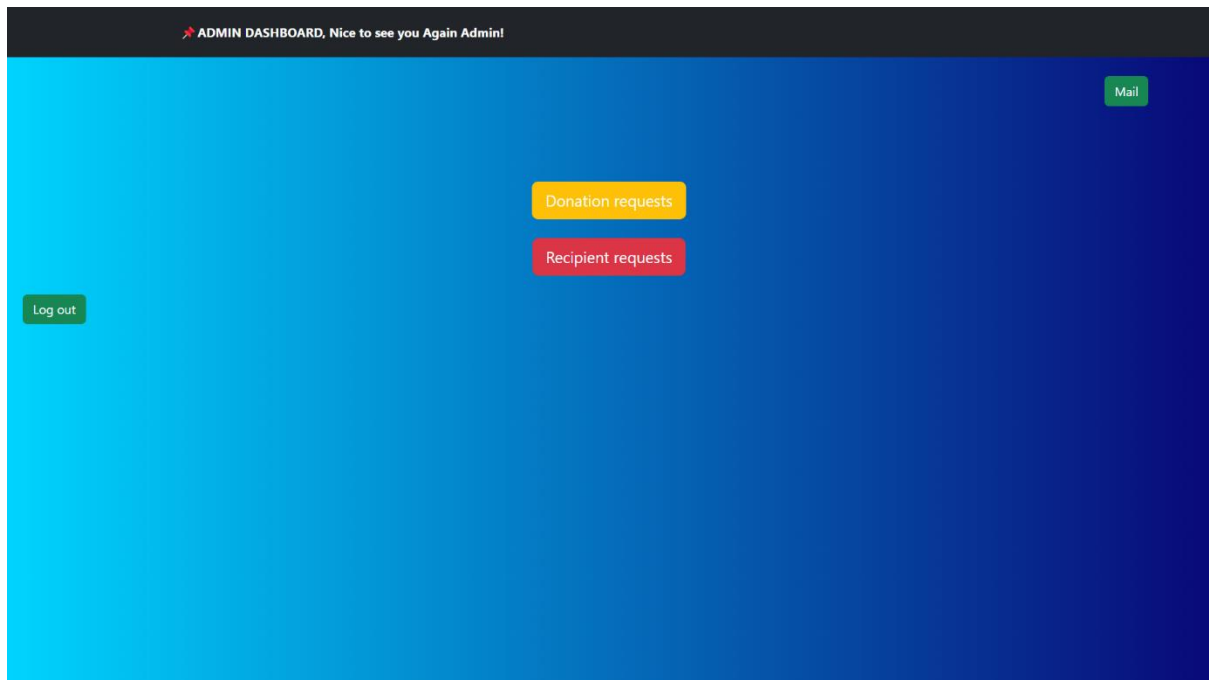 📌 ADMIN DASHBOARD, Nice to see you Again Admin!
Mail
Donation requests
Recipient requests
Log out